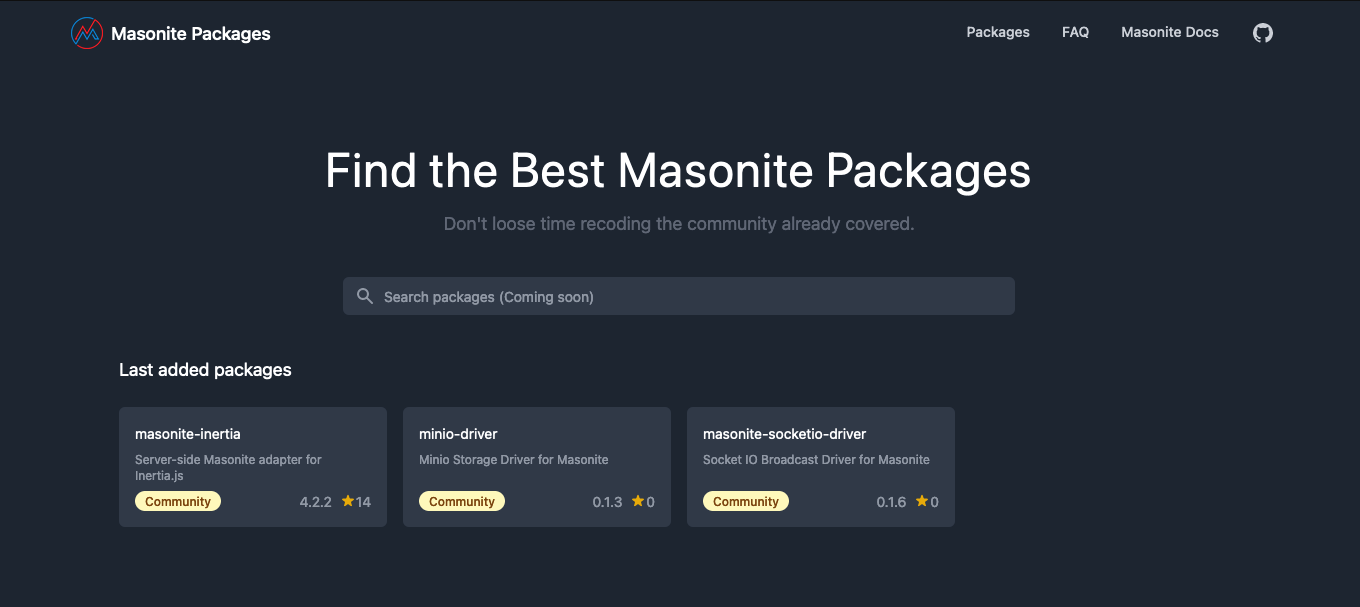 Masonite Packages
Packages FAQ Masonite Docs
Find the Best Masonite Packages
Don't loose time recoding the community already covered.
Search packages (Coming soon)
Last added packages
masonite-inertia
Server-side Masonite adapter for
Inertia.js
Community 4.2.2 14
minio-driver
Minio Storage Driver for Masonite
Community 0.1.3 0
masonite-socketio-driver
Socket IO Broadcast Driver for Masonite
Community 0.1.6 0